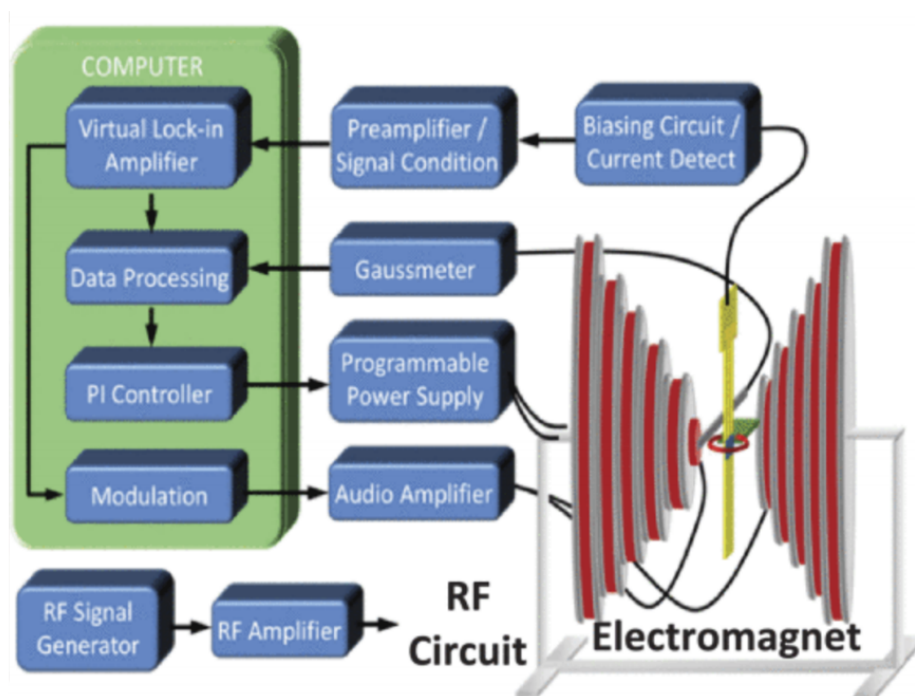 COMPUTER
Virtual Lock-in
Amplifier
Preamplifier /
Signal Condition
Biasing Circuit /
Current Detect
Data Processing
Gaussmeter
PI Controller
Programmable
Power Supply
Modulation
Audio Amplifier
RF Signal
Generator
RF Amplifier
RF
Circuit
Electromagnet